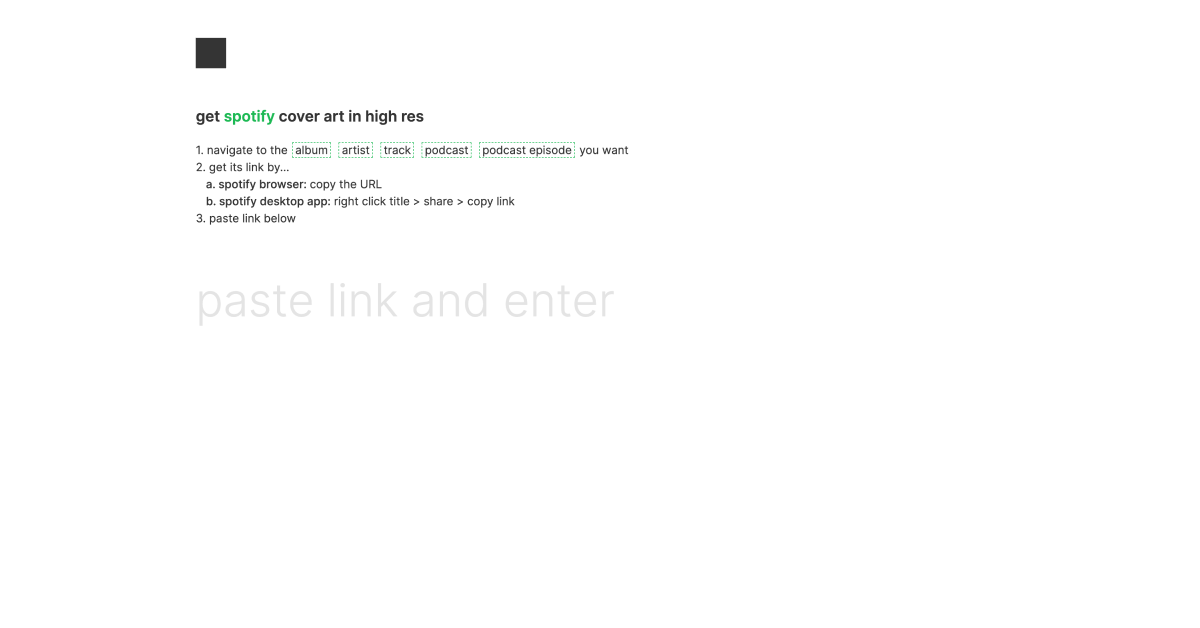 get spotify cover art in high res
1. navigate to the album artist track podcast podcast episode you want
2. get its link by...
a. spotify browser: copy the URL
b. spotify desktop app: right click title > share > copy link
3. paste link below
paste link and enter